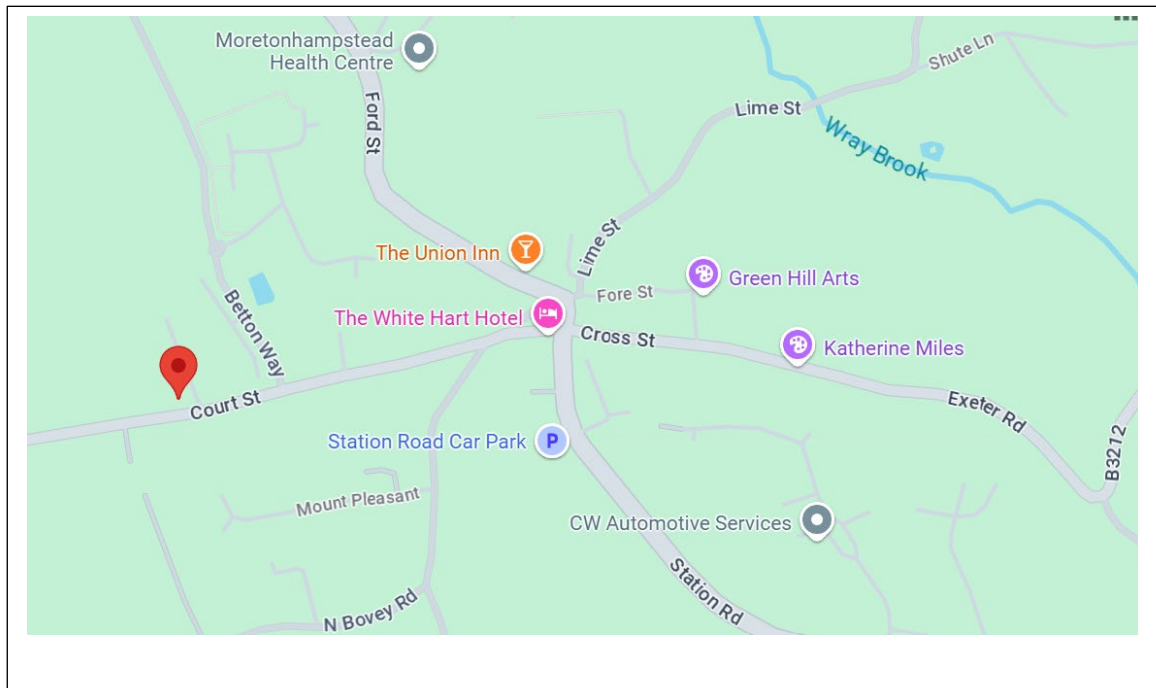 Moretonhampstead
Health Centre
Shute Ln
Lime St
Ford St
Wray Brook
The Union Inn
Lime St
Green Hill Arts
Fore St
The White Hart Hotel
Cross St
Katherine Miles
Betton Way
Court St
Exeter Rd
Station Road Car Park
P
B3212
Mount Pleasant
CW Automotive Services
Station Rd
N Bovey Rd